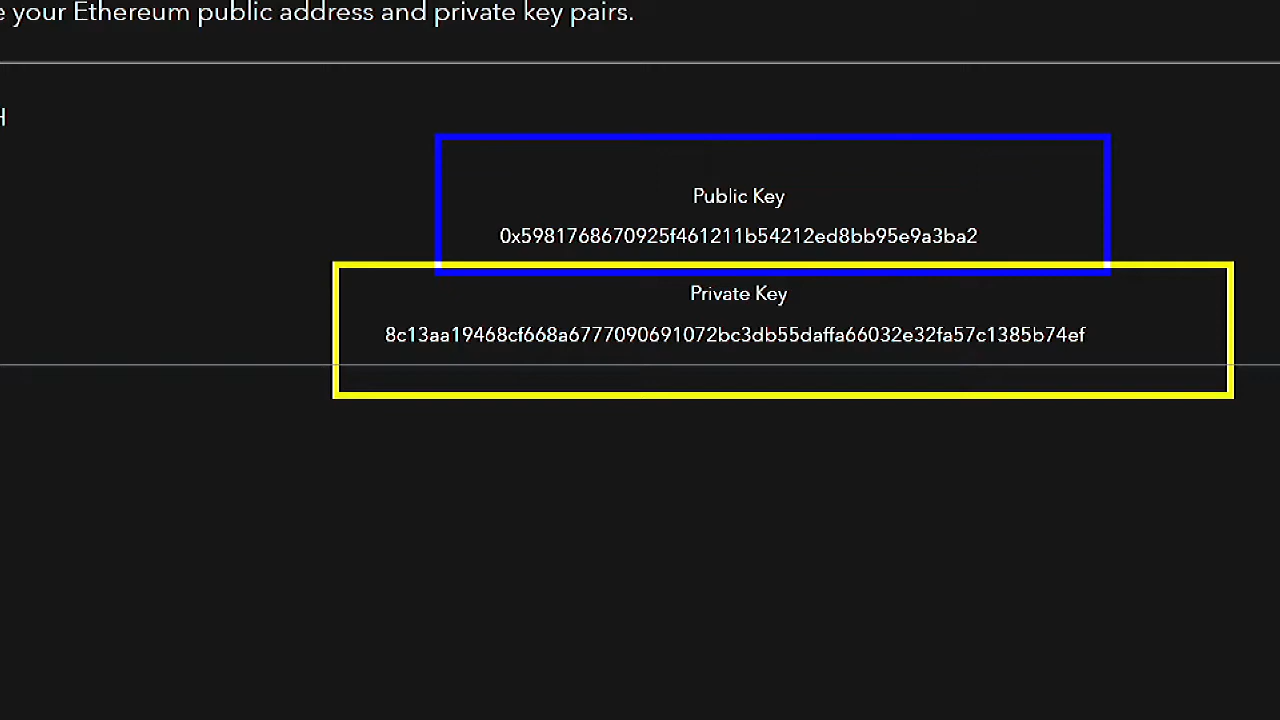 e your Ethereum public address and private key pairs.
H
Public Key
0x5981768670925f461211b54212ed8bb95e9a3ba2
Private Key
8c13aa19468cf668a6777090691072bc3db55daffa66032e32fa57c1385b74ef